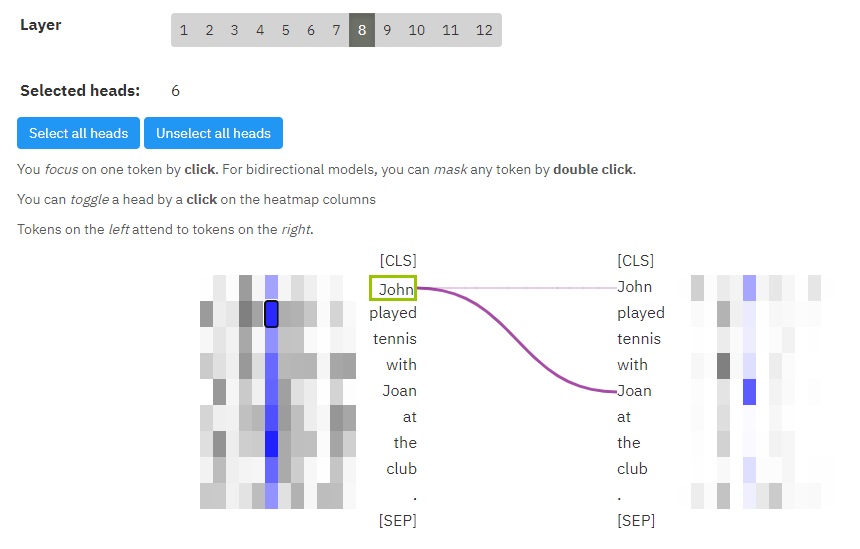 Layer 1 2 3 4 5 6 7 8 9 10 11 12
Selected heads: 6
Select all heads Unselect all heads
You focus on one token by click. For bidirectional models, you can mask any token by double click.
You can toggle a head by a click on the heatmap columns
Tokens on the left attend to tokens on the right.
[CLS] [CLS]
John John
played played
tennis tennis
with with
Joan Joan
at at
the the
club club
. .
[SEP] [SEP]